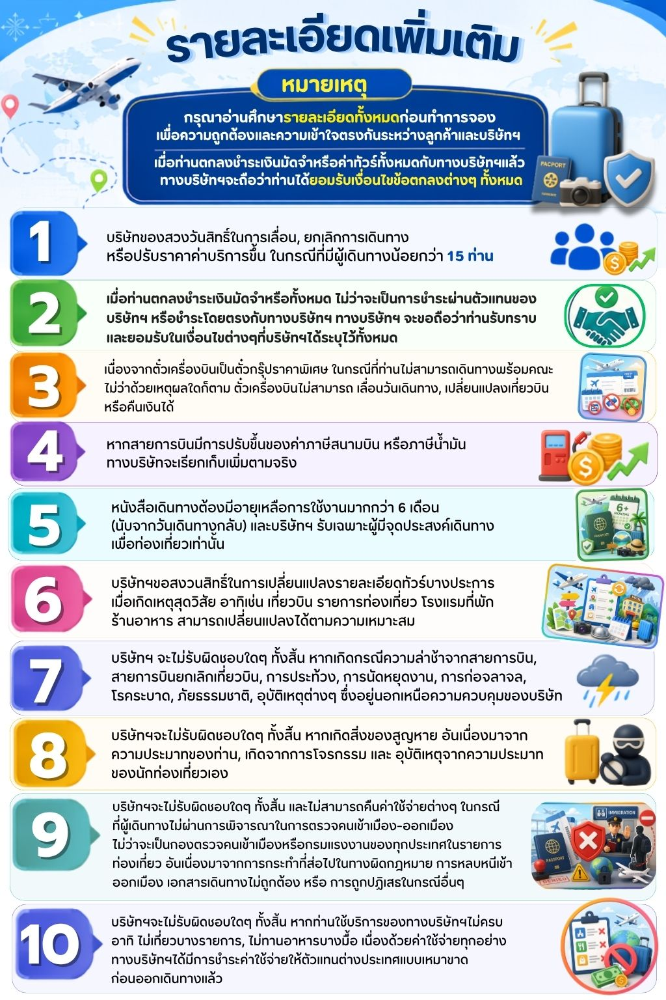 รายละเอียดเพิ่มเติม
หมายเหตุ
กรุณาอ่านศึกษารายละเอียดทั้งหมดก่อนทำการจอง
เพื่อความถูกต้องและความเข้าใจตรงกันระหว่างลูกค้าและบริษัทฯ
เมื่อท่านตกลงชำระเงินมัดจำหรือค่าทัวร์ทั้งหมดกับทางบริษัทฯแล้ว
ทางบริษัทฯจะถือว่าท่านได้ยอมรับเงื่อนไขข้อตกลงต่างๆ ทั้งหมด
PACPORT
1
บริษัทของสวงวันสิทธิ์ในการเลื่อน, ยกเลิกการเดินทาง
หรือปรับราคาค่าบริการขึ้น ในกรณีที่มีผู้เดินทางน้อยกว่า 15 ท่าน
2
เมื่อท่านตกลงชำระเงินมัดจำหรือทั้งหมด ไม่ว่าจะเป็นการชำระผ่านตัวแทนของ
บริษัทฯ หรือชำระโดยตรงกับทางบริษัทฯ ทางบริษัทฯ จะขอถือว่าท่านรับทราบ
และยอมรับในเงื่อนไขต่างๆที่บริษัทฯได้ระบุไว้ทั้งหมด
3
เนื่องจากตั๋วเครื่องบินเป็นตั๋วกรุ๊ปราคาพิเศษ ในกรณีที่ท่านไม่สามารถเดินทางพร้อมคณะ
ไม่ว่าด้วยเหตุผลใดก็ตาม ตั๋วเครื่องบินไม่สามารถ เลื่อนวันเดินทาง, เปลี่ยนแปลงเที่ยวบิน
หรือคืนเงินได้
4
หากสายการบินมีการปรับขึ้นของค่าภาษีสนามบิน หรือภาษีน้ำมัน
ทางบริษัทจะเรียกเก็บเพิ่มตามจริง
5
หนังสือเดินทางต้องมีอายุเหลือการใช้งานมากกว่า 6 เดือน
(นับจากวันเดินทางกลับ) และบริษัทฯ รับเฉพาะผู้มีจุดประสงค์เดินทาง
เพื่อท่องเที่ยวเท่านั้น
6+
MONTHS
PASSPORT
6
บริษัทฯขอสงวนสิทธิ์ในการเปลี่ยนแปลงรายละเอียดทัวร์บางประการ
เมื่อเกิดเหตุสุดวิสัย อาทิเช่น เที่ยวบิน รายการท่องเที่ยว โรงแรมที่พัก
ร้านอาหาร สามารถเปลี่ยนแปลงได้ตามความเหมาะสม
HOTEL
7
บริษัทฯ จะไม่รับผิดชอบใดๆ ทั้งสิ้น หากเกิดกรณีความล่าช้าจากสายการบิน,
สายการบินยกเลิกเที่ยวบิน, การประท้วง, การนัดหยุดงาน, การก่อจลาจล,
โรคระบาด, ภัยธรรมชาติ, อุบัติเหตุต่างๆ ซึ่งอยู่นอกเหนือความควบคุมของบริษัท
8
บริษัทฯจะไม่รับผิดชอบใดๆ ทั้งสิ้น หากเกิดสิ่งของสูญหาย อันเนื่องมาจาก
ความประมาทของท่าน, เกิดจากการโจรกรรม และ อุบัติเหตุจากความประมาท
ของนักท่องเที่ยวเอง
9
บริษัทฯจะไม่รับผิดชอบใดๆ ทั้งสิ้น และไม่สามารถคืนค่าใช้จ่ายต่างๆ ในกรณี
ที่ผู้เดินทางไม่ผ่านการพิจารณาในการตรวจคนเข้าเมือง-ออกเมือง
ไม่ว่าจะเป็นกองตรวจคนเข้าเมืองหรือกรมแรงงานของทุกประเทศในรายการ
ท่องเที่ยว อันเนื่องมาจากการกระทำที่ส่อไปในทางผิดกฎหมาย การหลบหนีเข้า
ออกเมือง เอกสารเดินทางไม่ถูกต้อง หรือ การถูกปฏิเสธในกรณีอื่นๆ
IMMIGRATION
PASSPORT
DENIED
10
บริษัทฯจะไม่รับผิดชอบใดๆ ทั้งสิ้น หากท่านใช้บริการของทางบริษัทฯไม่ครบ
อาทิ ไม่เที่ยวบางรายการ, ไม่ทานอาหารบางมื้อ เนื่องด้วยค่าใช้จ่ายทุกอย่าง
ทางบริษัทฯได้มีการชำระค่าใช้จ่ายให้ตัวแทนต่างประเทศแบบเหมาขาด
ก่อนออกเดินทางแล้ว